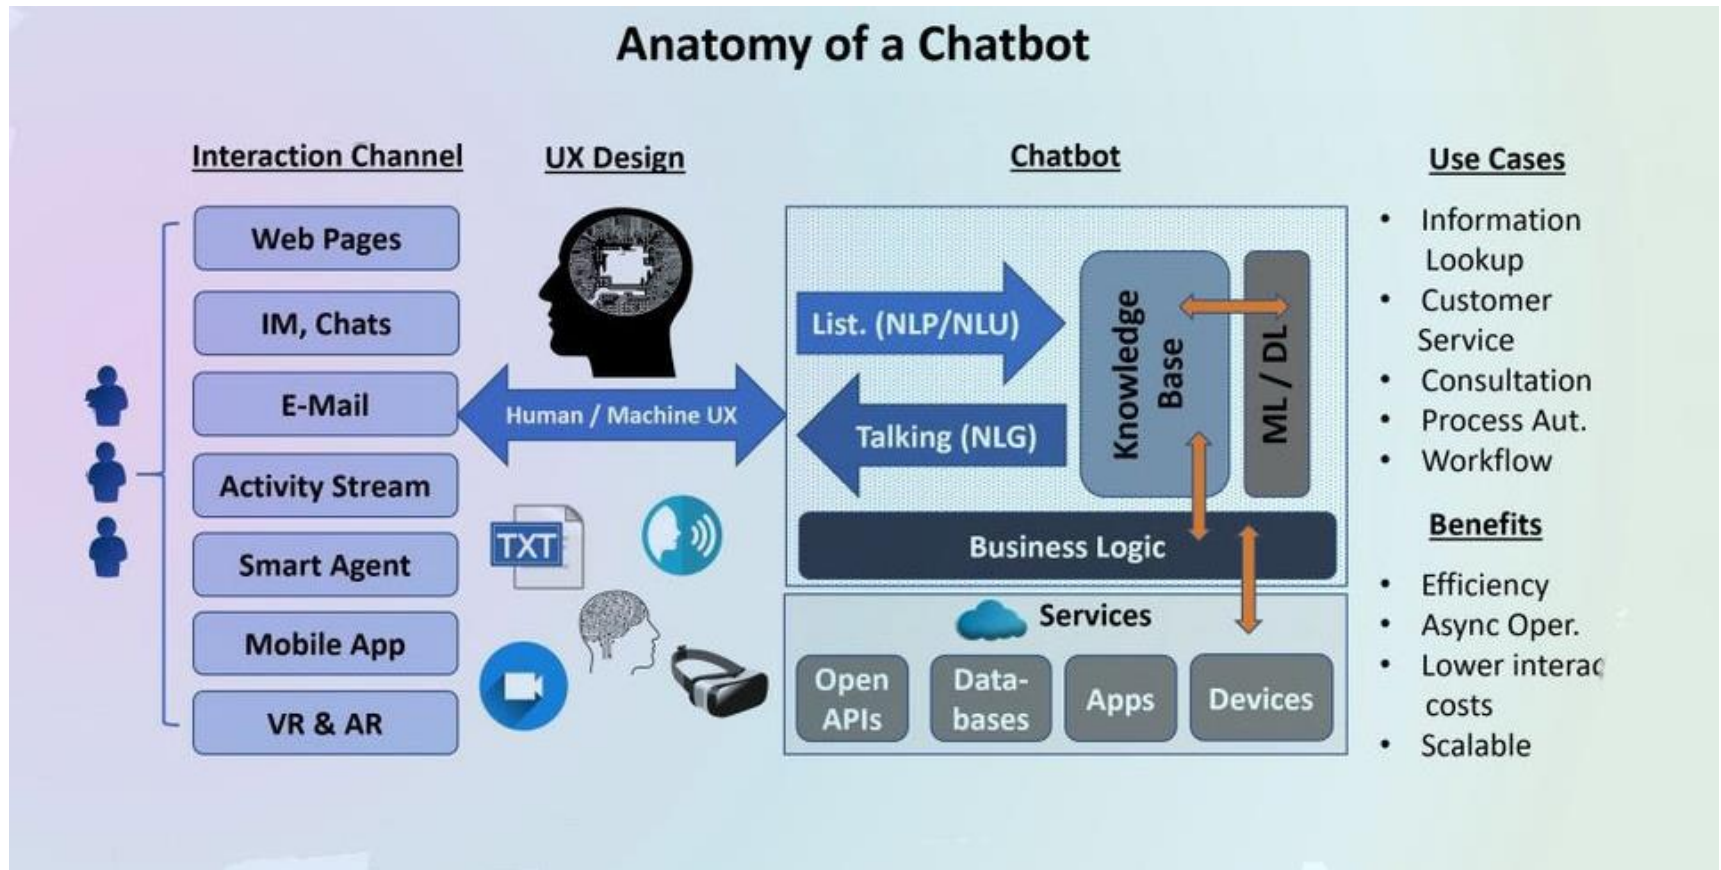 Anatomy of a Chatbot
Interaction Channel
Web Pages
IM, Chats
E-Mail
Activity Stream
Smart Agent
Mobile App
VR & AR
UX Design
Human / Machine UX
TXT
Chatbot
List. (NLP/NLU)
Talking (NLG)
Knowledge
Base
ML / DL
Business Logic
Services
Open
APIs
Data-
bases
Apps
Devices
Use Cases
• Information
Lookup
• Customer
Service
• Consultation
• Process Aut.
• Workflow
Benefits
• Efficiency
• Async Oper.
• Lower interac
costs
• Scalable